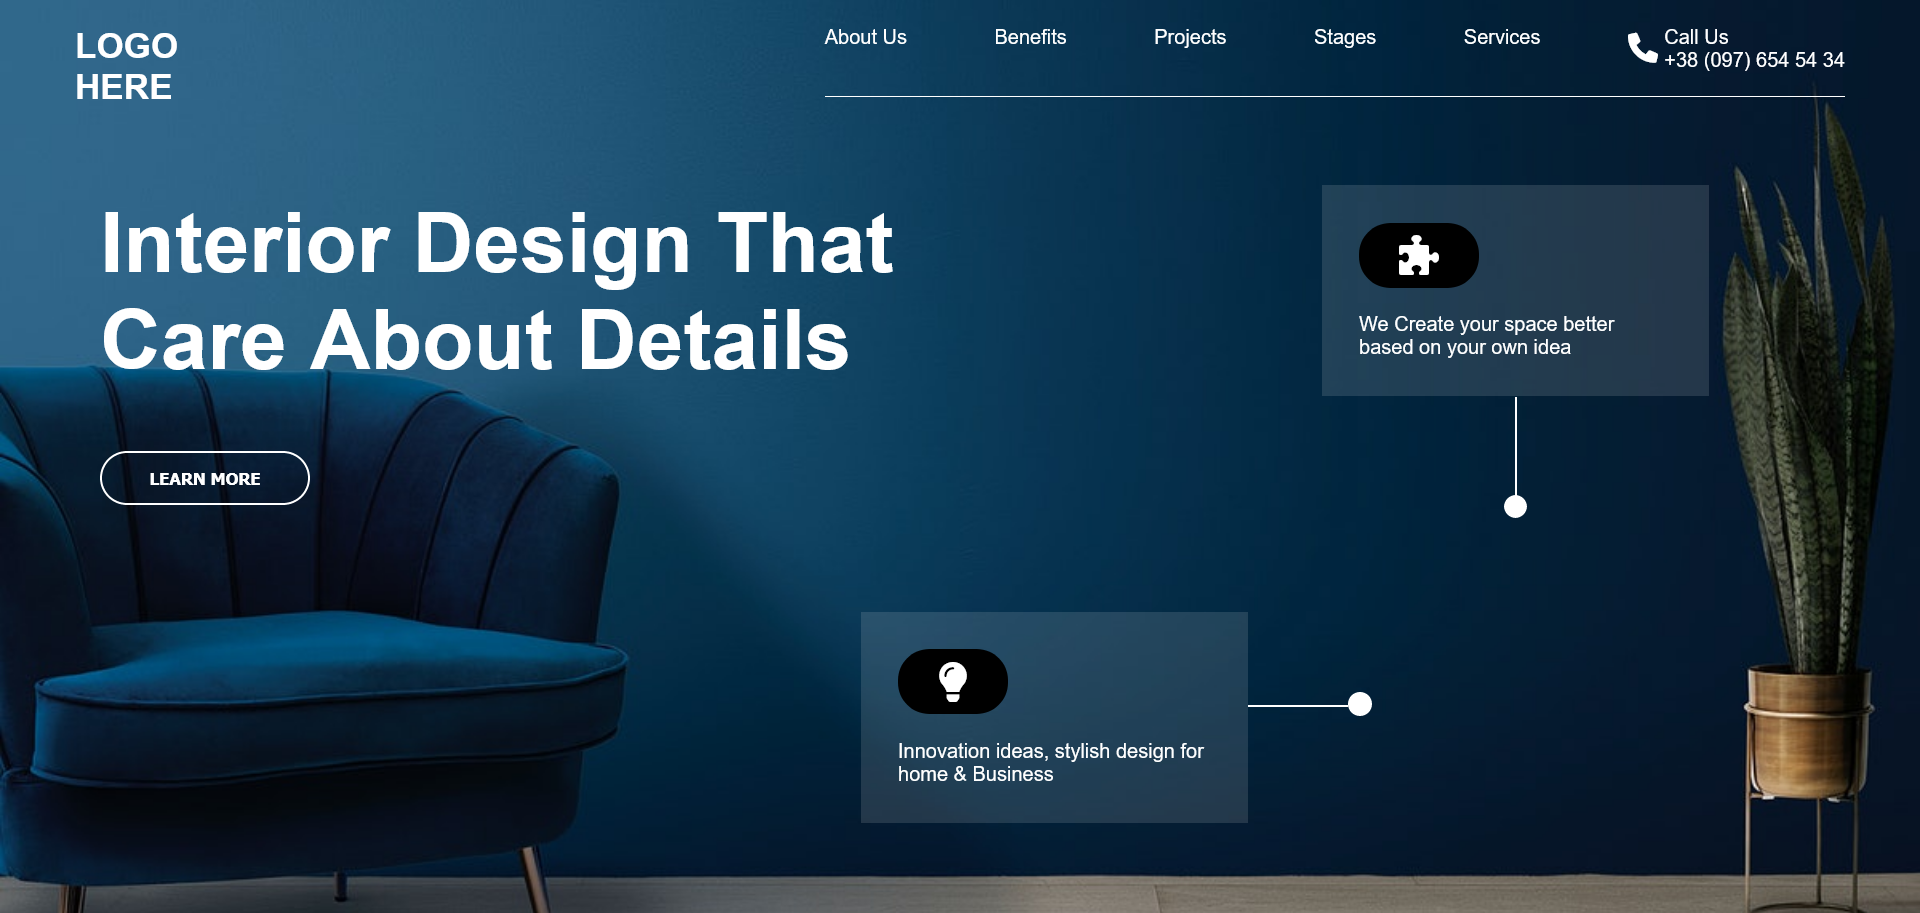 LOGO
HERE
About Us
Benefits
Projects
Stages
Services
Call Us
+38 (097) 654 54 34
Interior Design That
Care About Details
LEARN MORE
We Create your space better
based on your own idea
Innovation ideas, stylish design for
home & Business